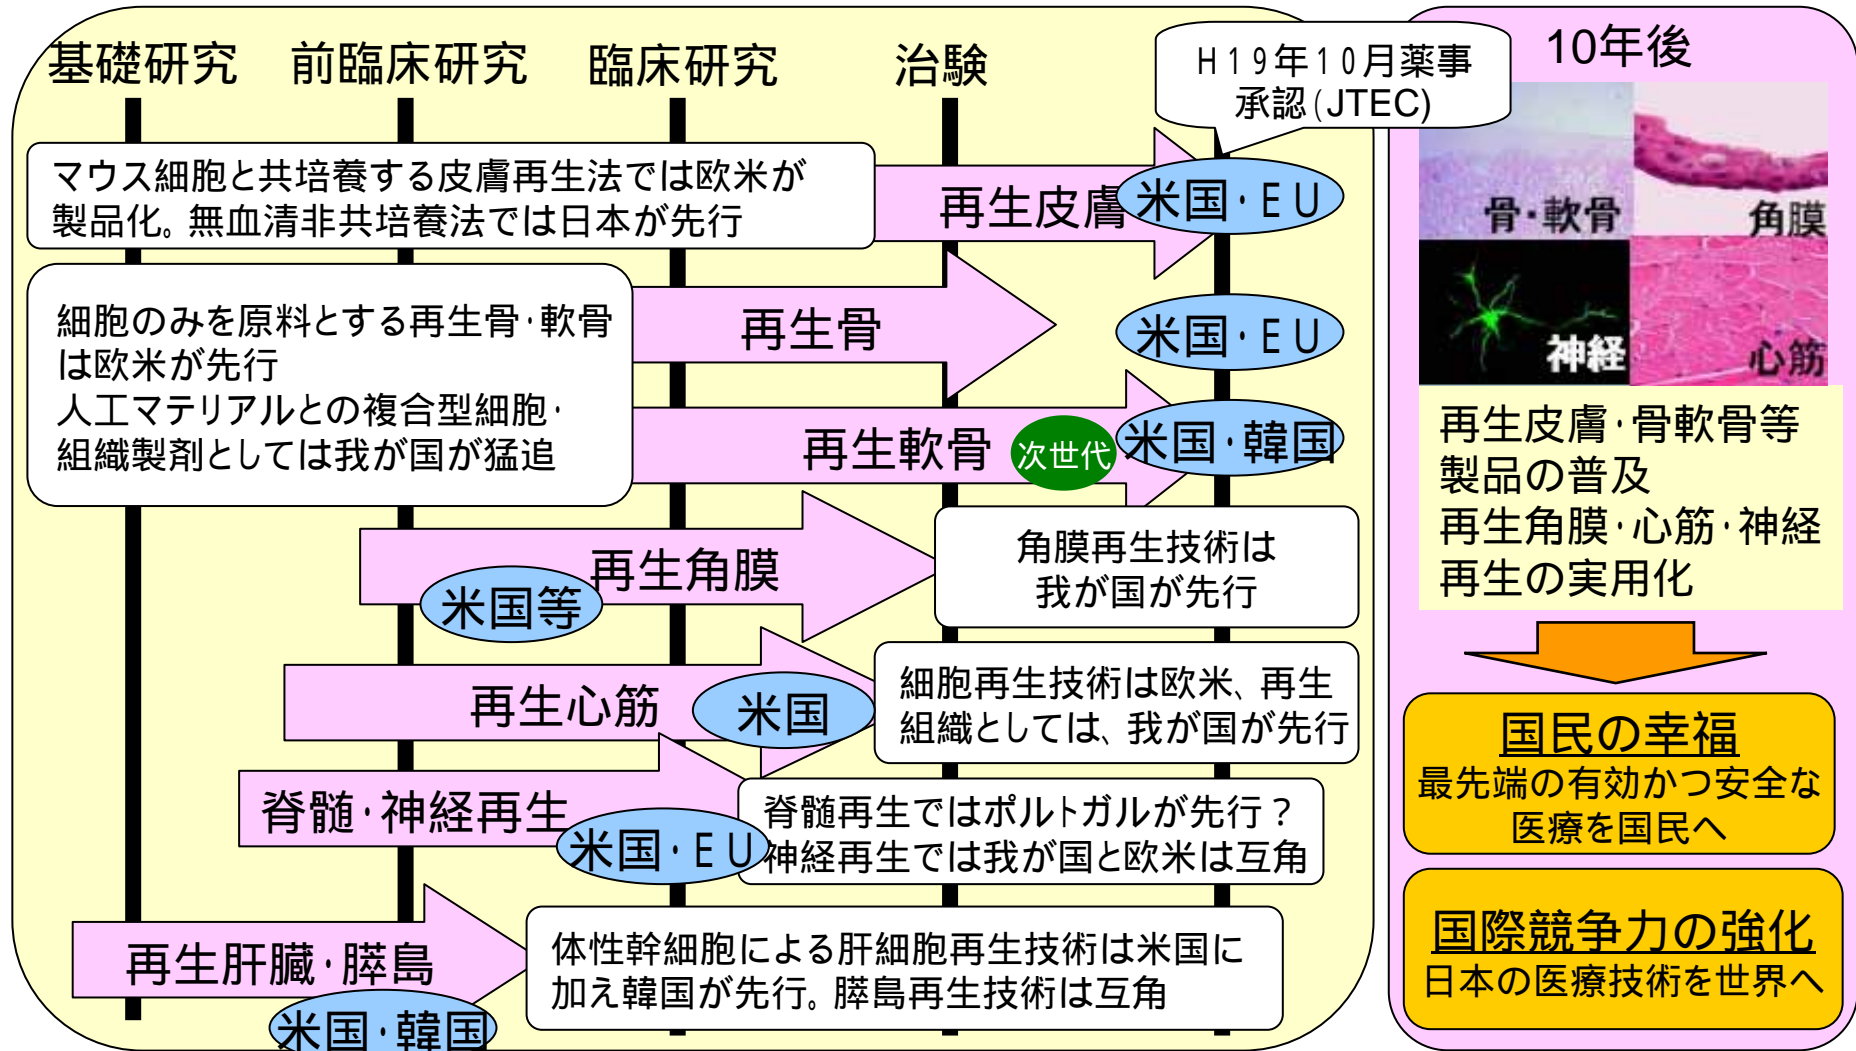 基礎研究
前臨床研究
臨床研究
治験
H19年10月薬事
承認(JTEC)
マウス細胞と共培養する皮膚再生法では欧米が
製品化。無血清非共培養法では日本が先行
再生皮膚
米国・EU
細胞のみを原料とする再生骨・軟骨
は欧米が先行
人工マテリアルとの複合型細胞・
組織製剤としては我が国が猛追
再生骨
米国・EU
再生軟骨
次世代
米国・韓国
再生角膜
米国等
角膜再生技術は
我が国が先行
再生心筋
米国
細胞再生技術は欧米、再生
組織としては、我が国が先行
脊髄・神経再生
米国・EU
脊髄再生ではポルトガルが先行?
神経再生では我が国と欧米は互角
再生肝臓・膵島
米国・韓国
体性幹細胞による肝細胞再生技術は米国に
加え韓国が先行。膵島再生技術は互角
10年後
骨・軟骨
角膜
神経
心筋
再生皮膚・骨軟骨等
製品の普及
再生角膜・心筋・神経
再生の実用化
国民の幸福
最先端の有効かつ安全な
医療を国民へ
国際競争力の強化
日本の医療技術を世界へ